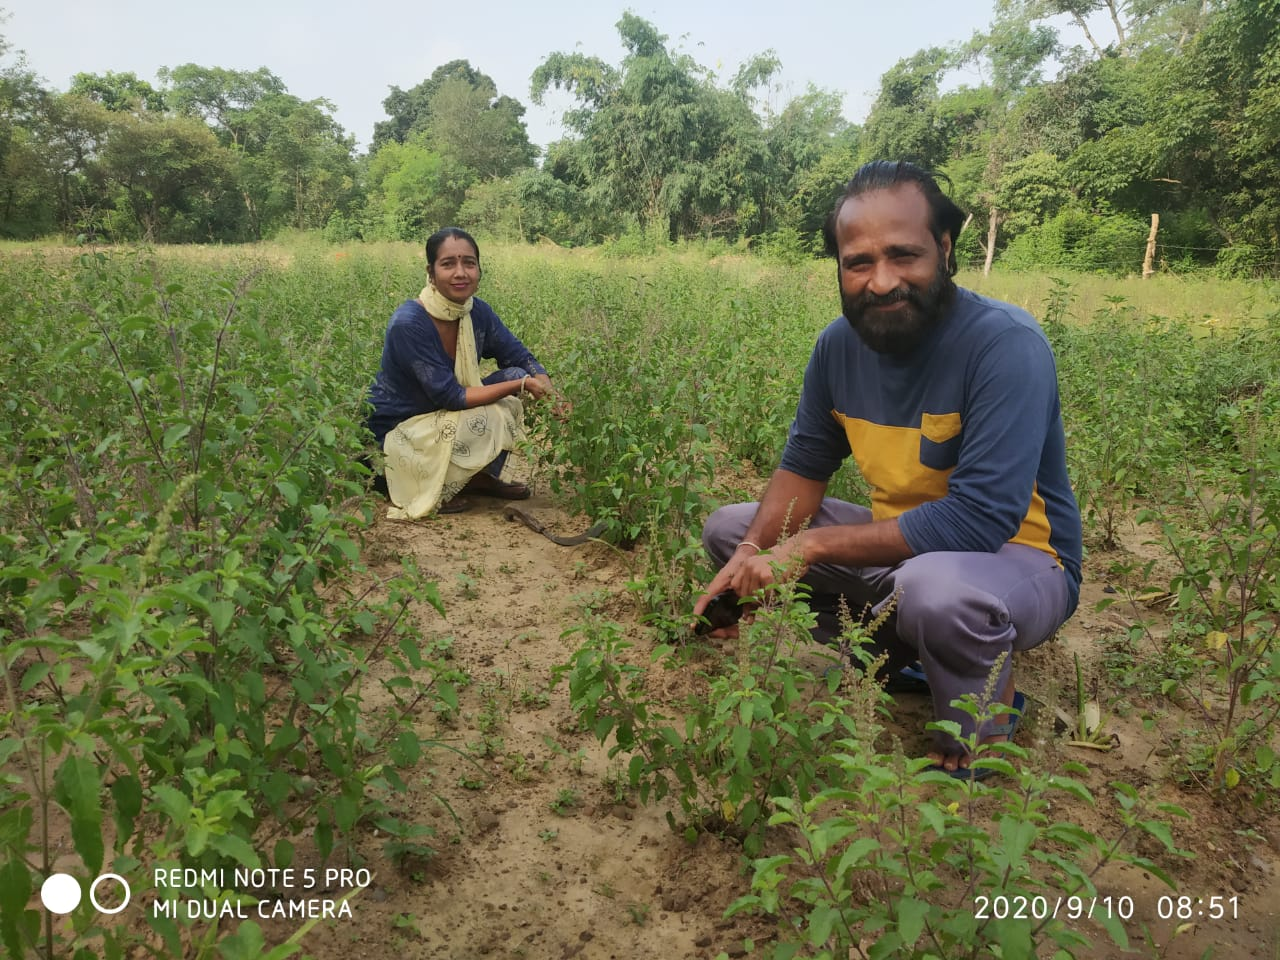 REDMI NOTE 5 PRO
MI DUAL CAMERA
2020/9/10 08:51